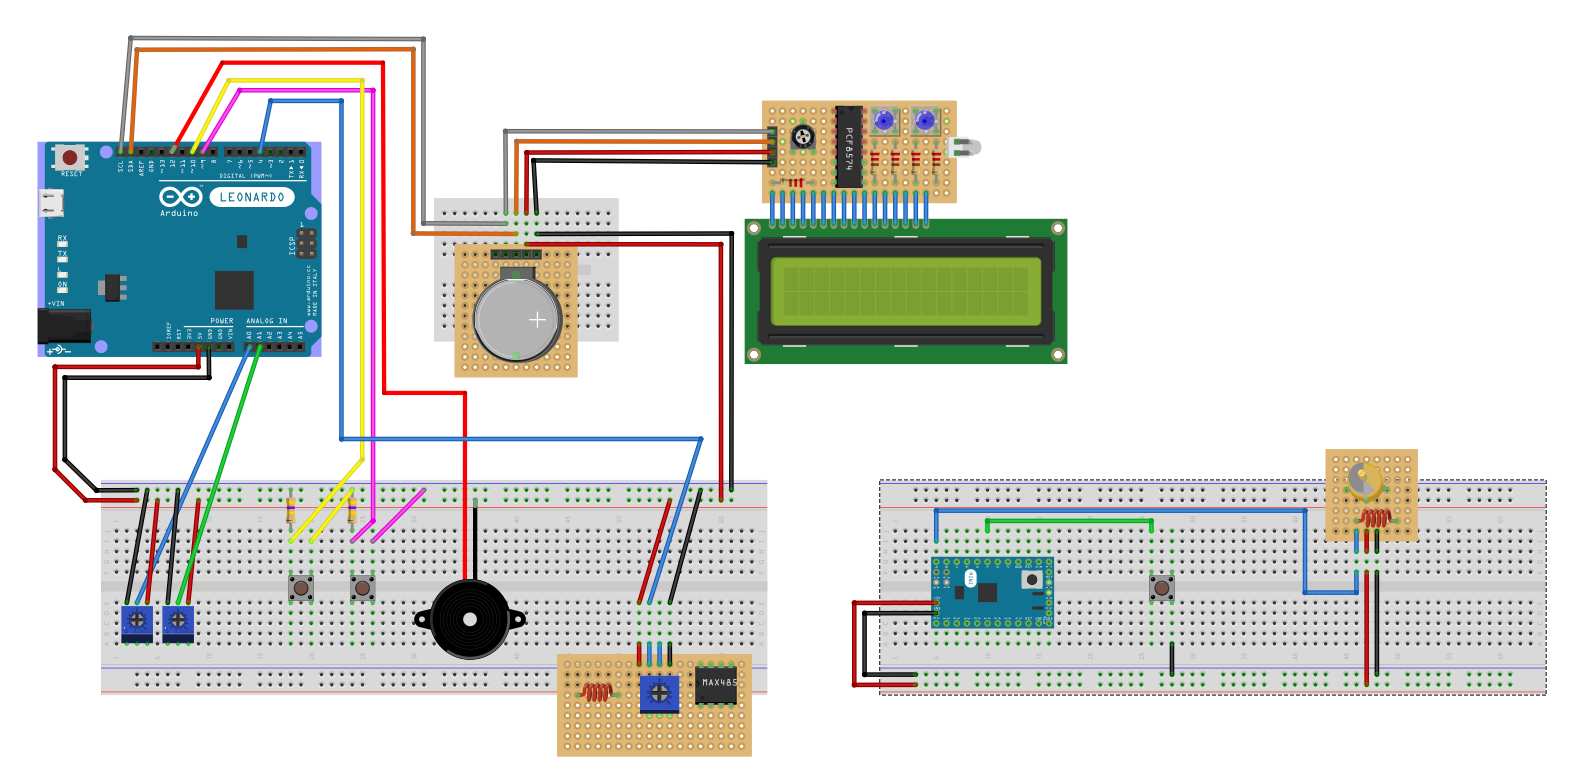 RESET
SCL
SDA
AREF
GND
~13
12
~11
~10
~9
8
7
~6
~5
4
~3
2
TX▸1
RX◂0
DIGITAL (PWM~)
Arduino
LEONARDO
1
ICSP
RX
TX
L
ON
www.arduino.cc
MADE IN ITALY
+VIN
POWER
ANALOG IN
IOREF
RST
3V3
5V
GND
GND
VIN
A0
A1
A2
A3
A4
A5
PCF8574
MAX485